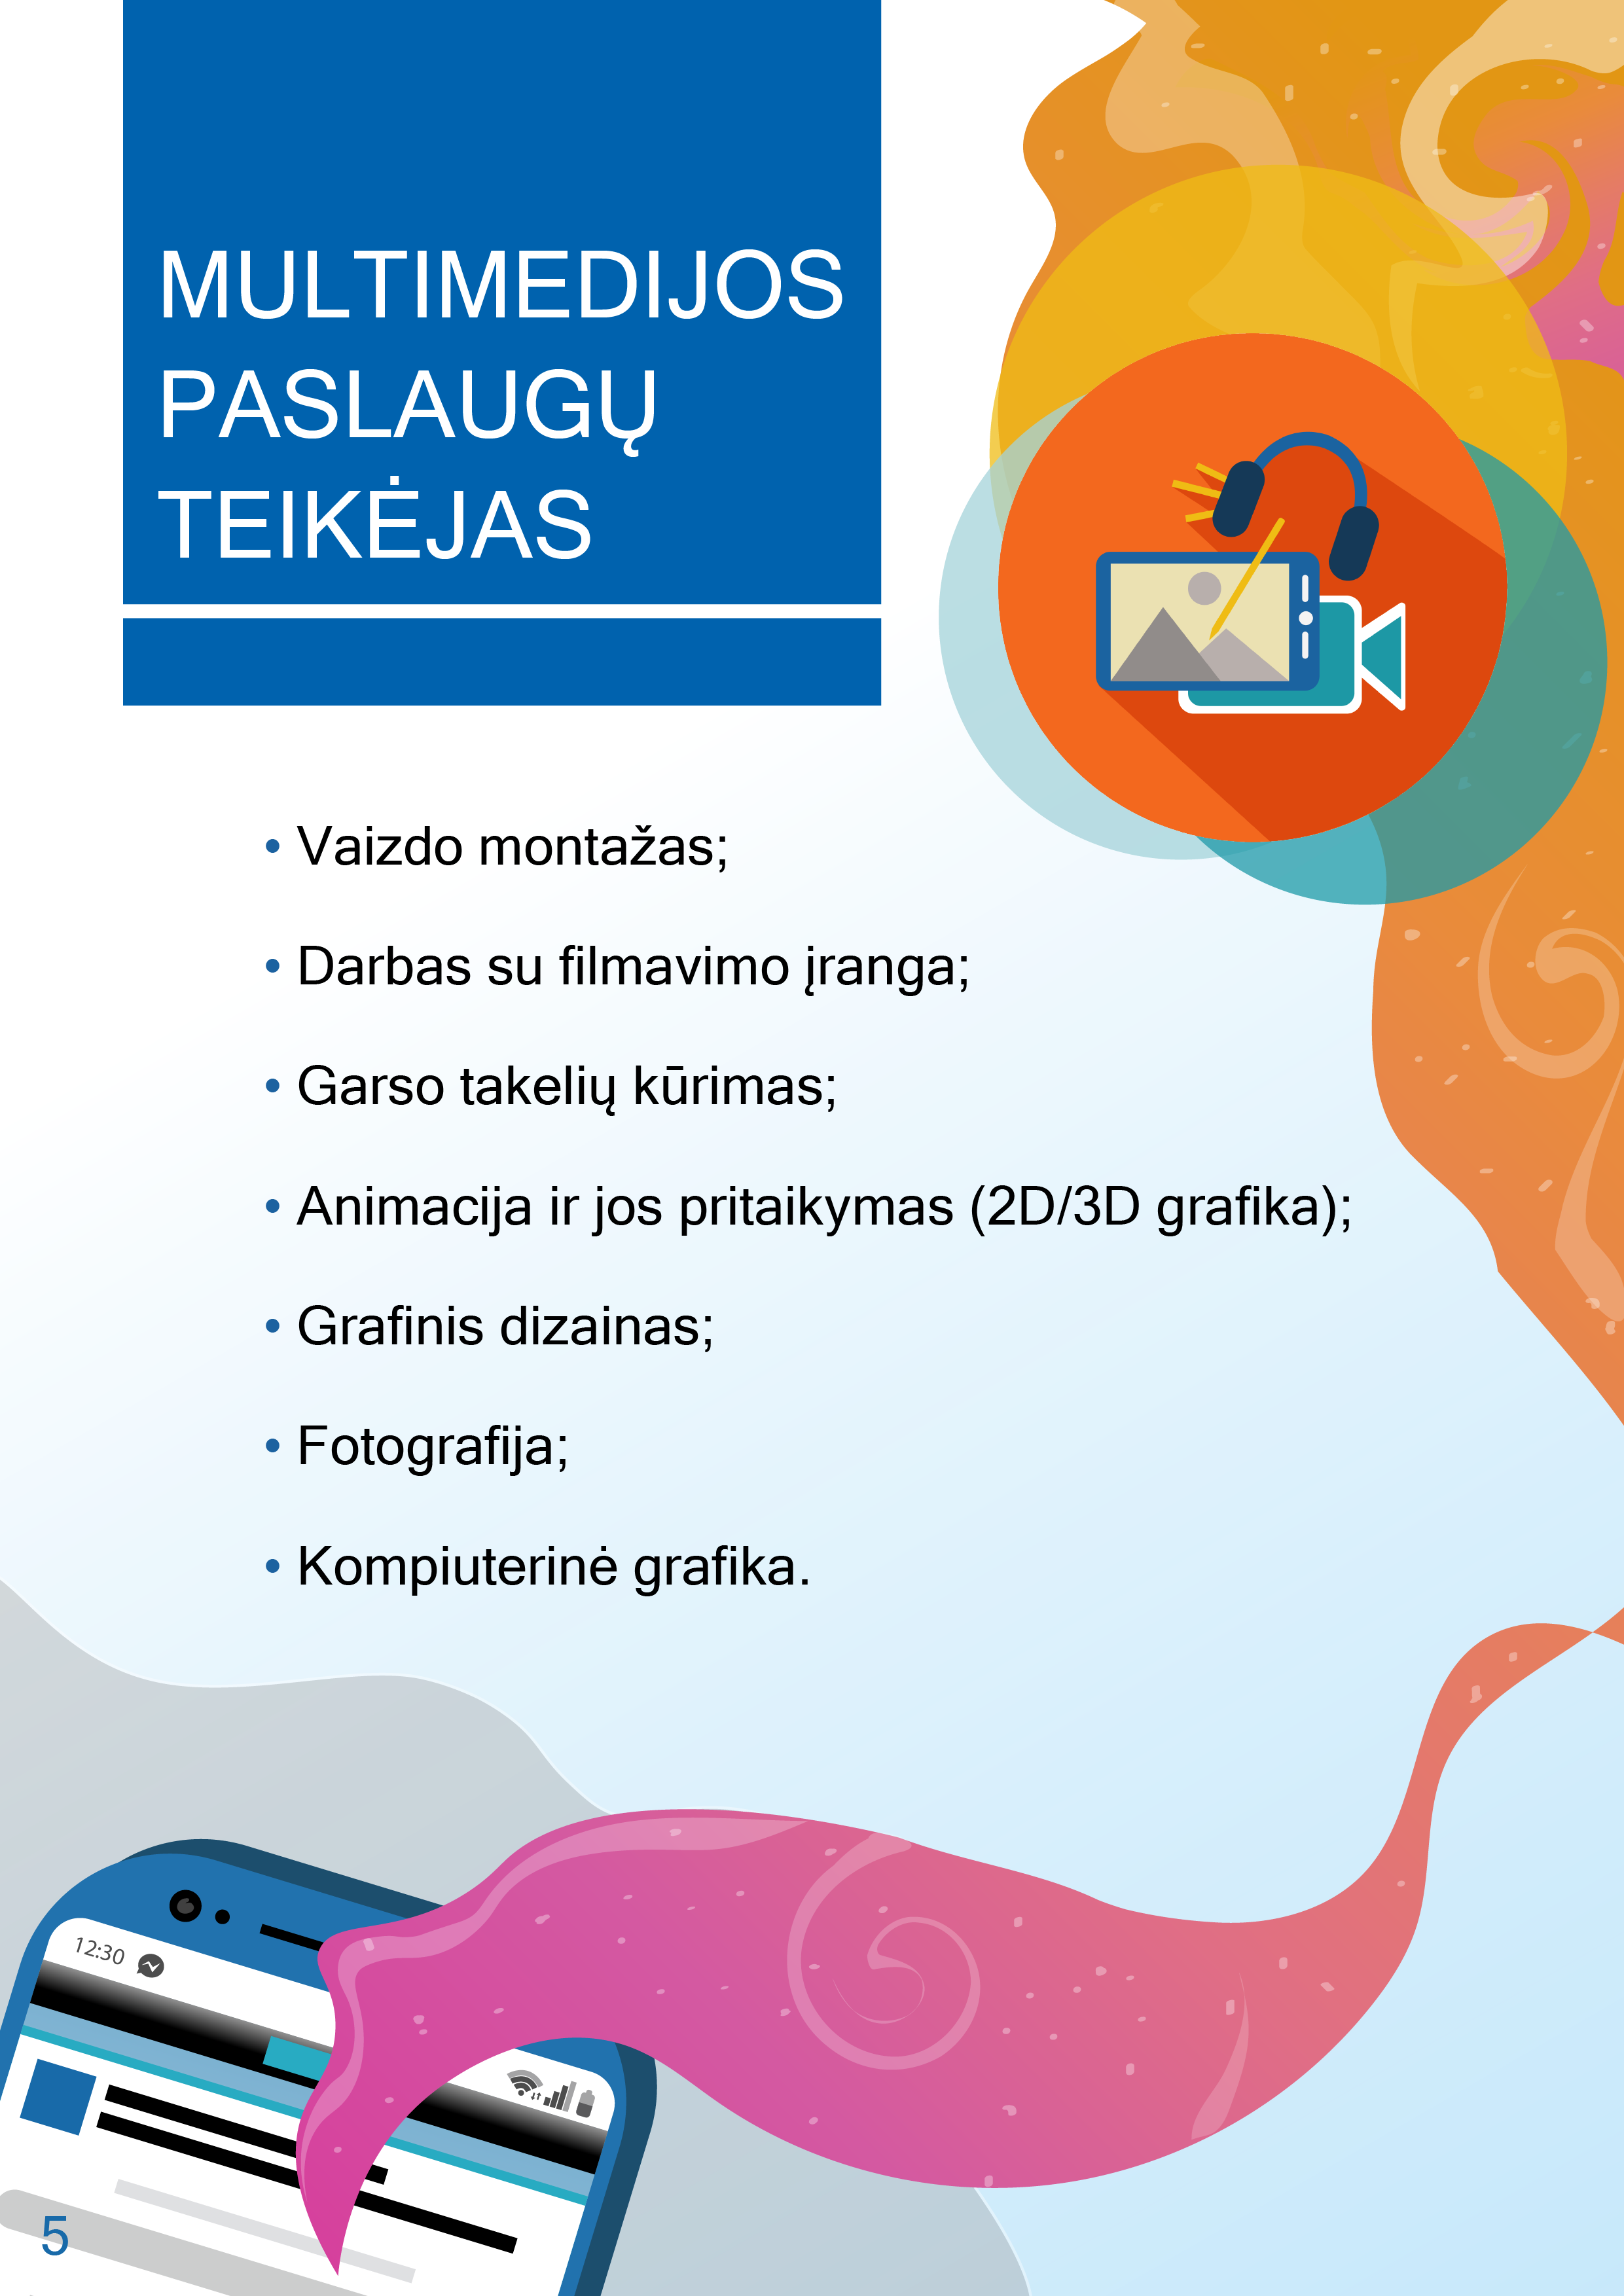 MULTIMEDIJOS
PASLAUGŲ
TEIKĖJAS
• Vaizdo montažas;
• Darbas su filmavimo įranga;
• Garso takelių kūrimas;
• Animacija ir jos pritaikymas (2D/3D grafika);
• Grafinis dizainas;
• Fotografija;
• Kompiuterinė grafika.
12:30
5